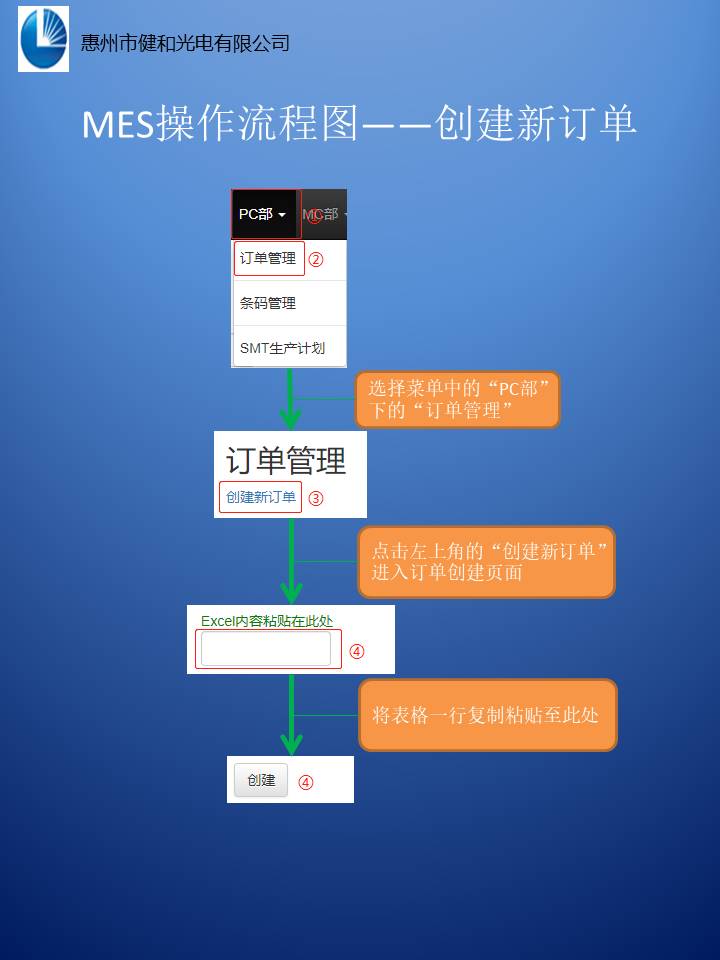 惠州市健和光电有限公司
MES操作流程图——创建新订单
PC部 MC部
①
订单管理 ②
条码管理
SMT生产计划
选择菜单中的“PC部”
下的“订单管理”
订单管理
创建新订单 ③
点击左上角的“创建新订单”
进入订单创建页面
Excel内容粘贴在此处
④
将表格一行复制粘贴至此处
创建 ④